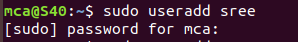 mca@S40:~$ sudo useradd sree
[sudo] password for mca: